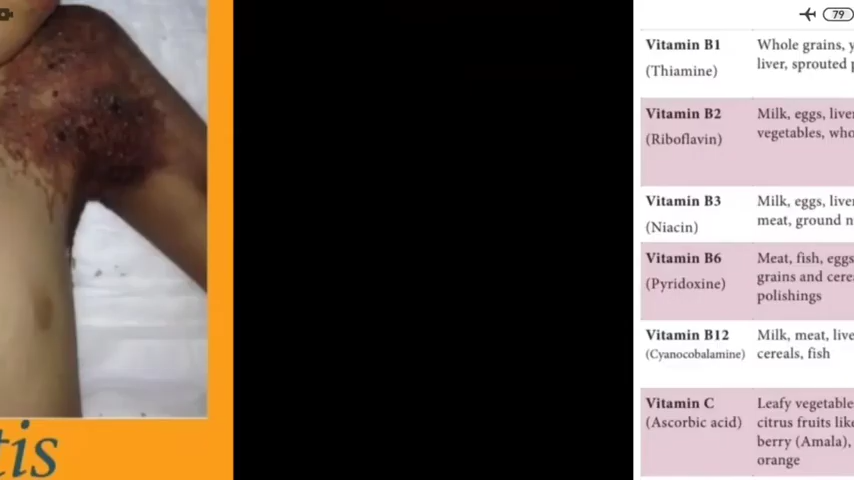 tis
79
Vitamin B1
Whole grains, y
(Thiamine)
liver, sprouted p
Vitamin B2
Milk, eggs, liver
(Riboflavin)
vegetables, who
Vitamin B3
Milk, eggs, liver
(Niacin)
meat, ground n
Vitamin B6
Meat, fish, eggs
(Pyridoxine)
grains and cerea
polishings
Vitamin B12
Milk, meat, live
(Cyanocobalamine)
cereals, fish
Vitamin C
Leafy vegetable
(Ascorbic acid)
citrus fruits like
berry (Amala),
orange